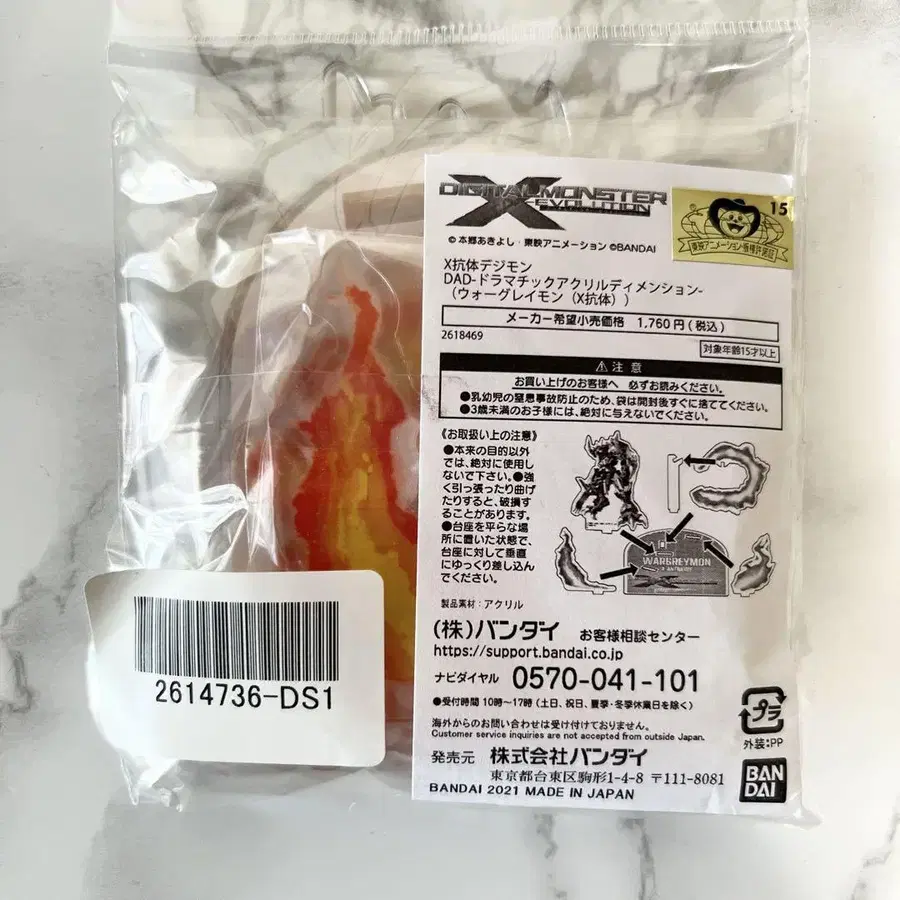 DIGITAL MONSTER
X-EVOLUTION
15
東映アニメーション版権許諾証
©本郷あきよし・東映アニメーション ©BANDAI
X抗体デジモン
DAD-ドラマチックアクリルディメンション-
（ウォーグレイモン（X抗体））
メーカー希望小売価格 1,760円(税込)
2618469
対象年齢15才以上
⚠注意
お買い上げのお客様へ 必ずお読みください。
●乳幼児の窒息事故防止のため、袋は開封後すぐに捨ててください。
●3歳未満のお子様には、絶対に与えないでください。
《お取扱い上の注意》
●本来の目的以外
では、絶対に使用し
ないで下さい。●強
く引っ張ったり曲げ
たりすると、破損す
ることがあります。
●台座を平らな場
所に置いた状態で、
台座に対して垂直
にゆっくり差し込ん
でください。
WARGREYMON
X-ANTIBODY
製品素材：アクリル
(株)バンダイ お客様相談センター
https://support.bandai.co.jp
ナビダイヤル 0570-041-101
●受付時間 10時～17時（土日、祝日、夏季・冬季休業日を除く）
海外からのお問い合わせは受け付けておりません。
Customer service inquiries are not accepted from outside Japan.
発売元 株式会社バンダイ
東京都台東区駒形1-4-8 〒111-8081
BANDAI 2021 MADE IN JAPAN
プラ
外装:PP
BAN
DAI
2614736-DS1